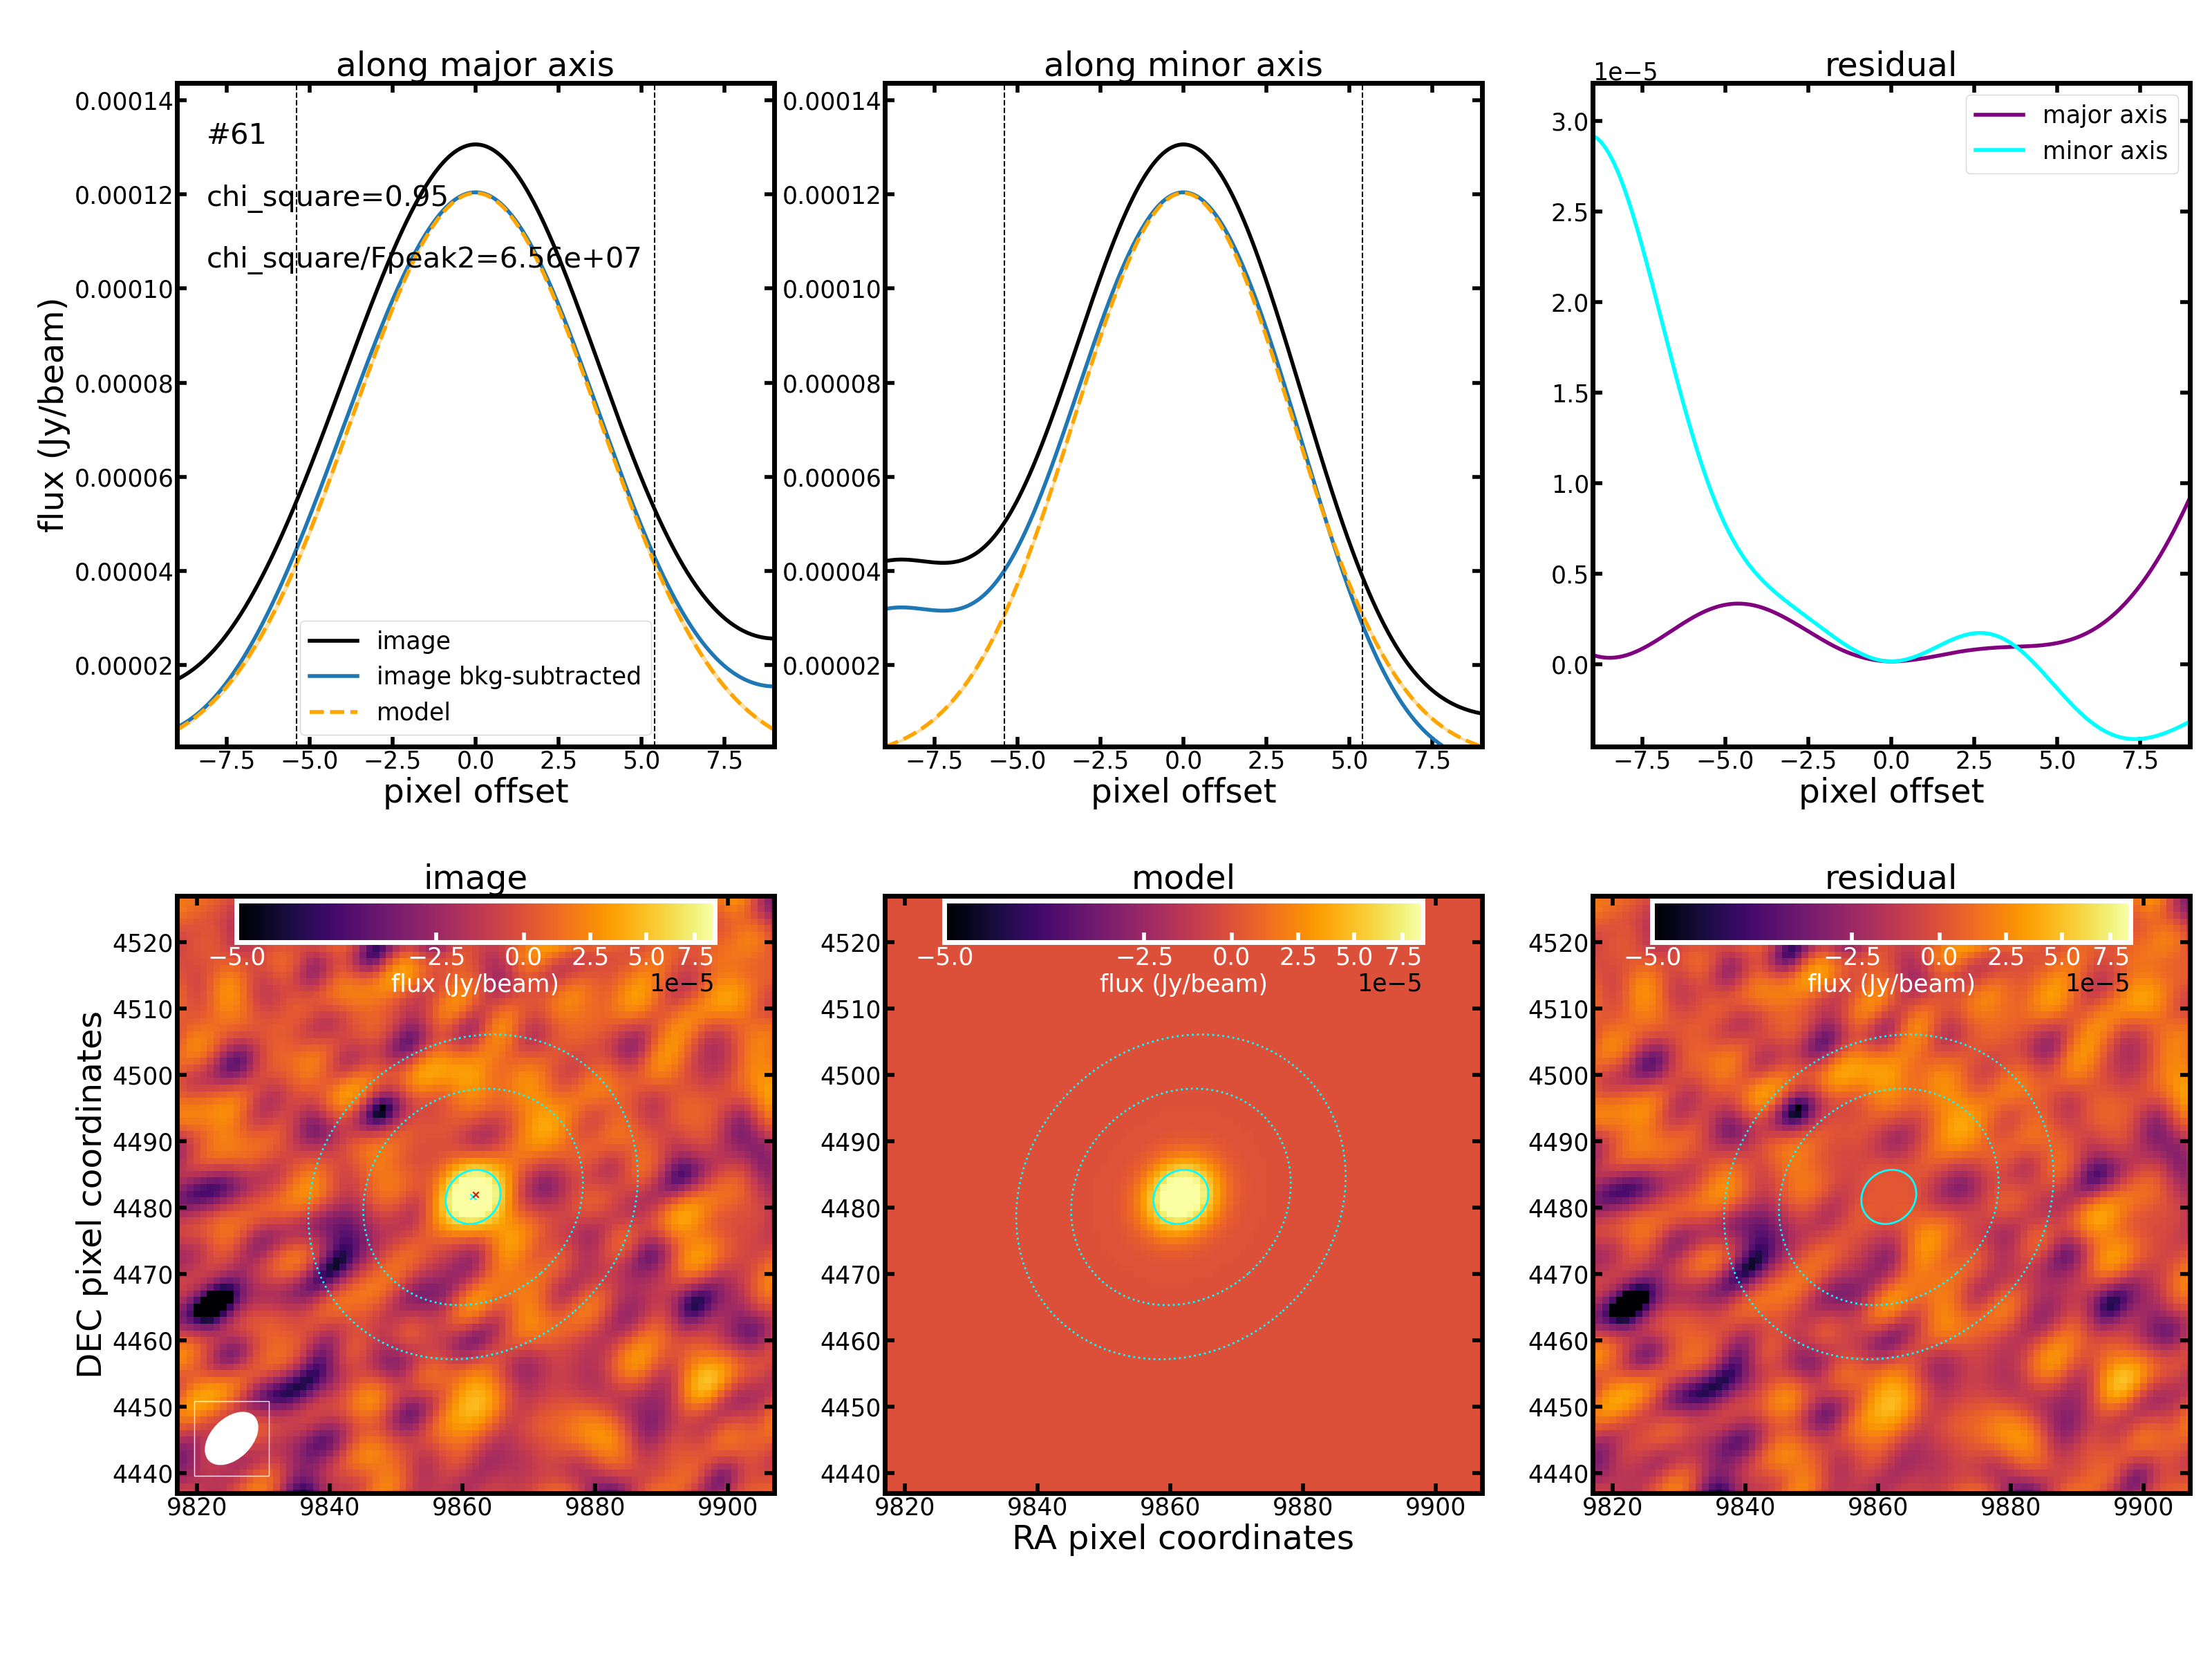 along major axis
along minor axis
residual
1e−5
0.00014
0.00012
0.00010
0.00008
0.00006
0.00004
0.00002
#61
chi_square=0.95
chi_square/Fpeak2=6.56e+07
image
image bkg-subtracted
model
flux (Jy/beam)
−7.5 −5.0 −2.5 0.0 2.5 5.0 7.5
pixel offset
0.00014
0.00012
0.00010
0.00008
0.00006
0.00004
0.00002
−7.5 −5.0 −2.5 0.0 2.5 5.0 7.5
pixel offset
major axis
minor axis
3.0
2.5
2.0
1.5
1.0
0.5
0.0
−7.5 −5.0 −2.5 0.0 2.5 5.0 7.5
pixel offset
image
−5.0 −2.5 0.0 2.5 5.0 7.5
flux (Jy/beam) 1e−5
4520
4510
4500
4490
4480
4470
4460
4450
4440
DEC pixel coordinates
9820 9840 9860 9880 9900
model
−5.0 −2.5 0.0 2.5 5.0 7.5
flux (Jy/beam) 1e−5
4520
4510
4500
4490
4480
4470
4460
4450
4440
9820 9840 9860 9880 9900
RA pixel coordinates
residual
−5.0 −2.5 0.0 2.5 5.0 7.5
flux (Jy/beam) 1e−5
4520
4510
4500
4490
4480
4470
4460
4450
4440
9820 9840 9860 9880 9900